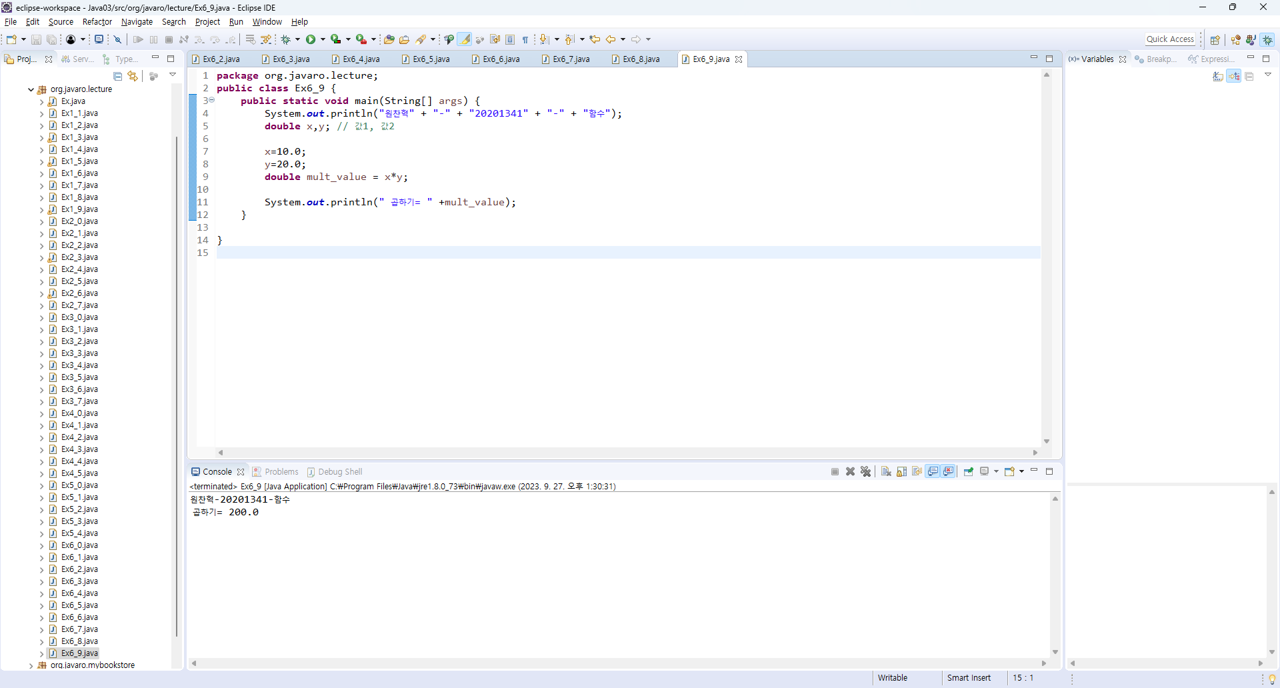 eclipse-workspace - Java03/src/org/javaro/lecture/Ex6_9.java - Eclipse IDE
File Edit Source Refactor Navigate Search Project Run Window Help
Quick Access
Proj... Serv... Type...
org.javaro.lecture
Ex.java
Ex1_1.java
Ex1_2.java
Ex1_3.java
Ex1_4.java
Ex1_5.java
Ex1_6.java
Ex1_7.java
Ex1_8.java
Ex1_9.java
Ex2_0.java
Ex2_1.java
Ex2_2.java
Ex2_3.java
Ex2_4.java
Ex2_5.java
Ex2_6.java
Ex2_7.java
Ex3_0.java
Ex3_1.java
Ex3_2.java
Ex3_3.java
Ex3_4.java
Ex3_5.java
Ex3_6.java
Ex3_7.java
Ex4_0.java
Ex4_1.java
Ex4_2.java
Ex4_3.java
Ex4_4.java
Ex4_5.java
Ex5_0.java
Ex5_1.java
Ex5_2.java
Ex5_3.java
Ex5_4.java
Ex6_0.java
Ex6_1.java
Ex6_2.java
Ex6_3.java
Ex6_4.java
Ex6_5.java
Ex6_6.java
Ex6_7.java
Ex6_8.java
Ex6_9.java
org.javaro.mybookstore
Ex6_2.java Ex6_3.java Ex6_4.java Ex6_5.java Ex6_6.java Ex6_7.java Ex6_8.java Ex6_9.java
1 package org.javaro.lecture;
2 public class Ex6_9 {
3 public static void main(String[] args) {
4 System.out.println("원찬혁" + "-" + "20201341" + "-" + "함수");
5 double x,y; // 값1, 값2
6
7 x=10.0;
8 y=20.0;
9 double mult_value = x*y;
10
11 System.out.println(" 곱하기= " +mult_value);
12 }
13
14 }
15
Console Problems Debug Shell
<terminated> Ex6_9 [Java Application] C:₩Program Files₩Java₩jre1.8.0_73₩bin₩javaw.exe (2023. 9. 27. 오후 1:30:31)
원찬혁-20201341-함수
곱하기= 200.0
(x)= Variables Breakp... Expressi...
Writable Smart Insert 15 : 1